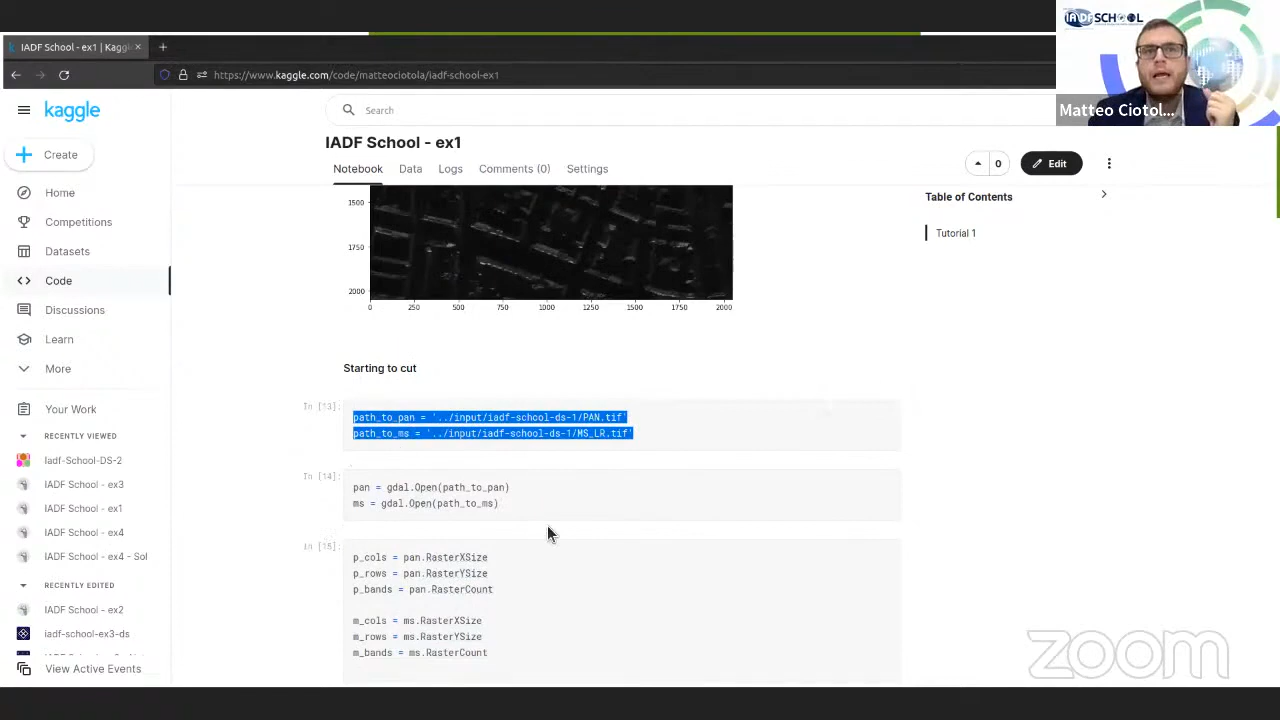 IADF School - ex1 | Kaggl
https://www.kaggle.com/code/matteociotola/iadf-school-ex1
IADF SCHOOL
Matteo Ciotol...
kaggle
Search
Create
IADF School - ex1
Notebook
Data
Logs
Comments (0)
Settings
0
Edit
Home
Competitions
Datasets
Code
Discussions
Learn
More
Your Work
RECENTLY VIEWED
Iadf-School-DS-2
IADF School - ex3
IADF School - ex1
IADF School - ex4
IADF School - ex4 - Sol
RECENTLY EDITED
IADF School - ex2
iadf-school-ex3-ds
View Active Events
Table of Contents
Tutorial 1
1500
1750
2000
0 250 500 750 1000 1250 1500 1750 2000
Starting to cut
In [13]:
path_to_pan = '../input/iadf-school-ds-1/PAN.tif'
path_to_ms = '../input/iadf-school-ds-1/MS_LR.tif'
In [14]:
pan = gdal.Open(path_to_pan)
ms = gdal.Open(path_to_ms)
In [15]:
p_cols = pan.RasterXSize
p_rows = pan.RasterYSize
p_bands = pan.RasterCount
m_cols = ms.RasterXSize
m_rows = ms.RasterYSize
m_bands = ms.RasterCount
zoom